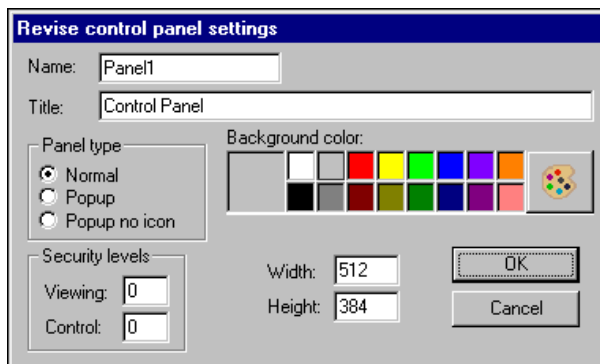 Revise control panel settings
Name: Panel1
Title: Control Panel
Panel type
Normal
Popup
Popup no icon
Background color:
Security levels
Viewing: 0
Control: 0
Width: 512
Height: 384
OK
Cancel